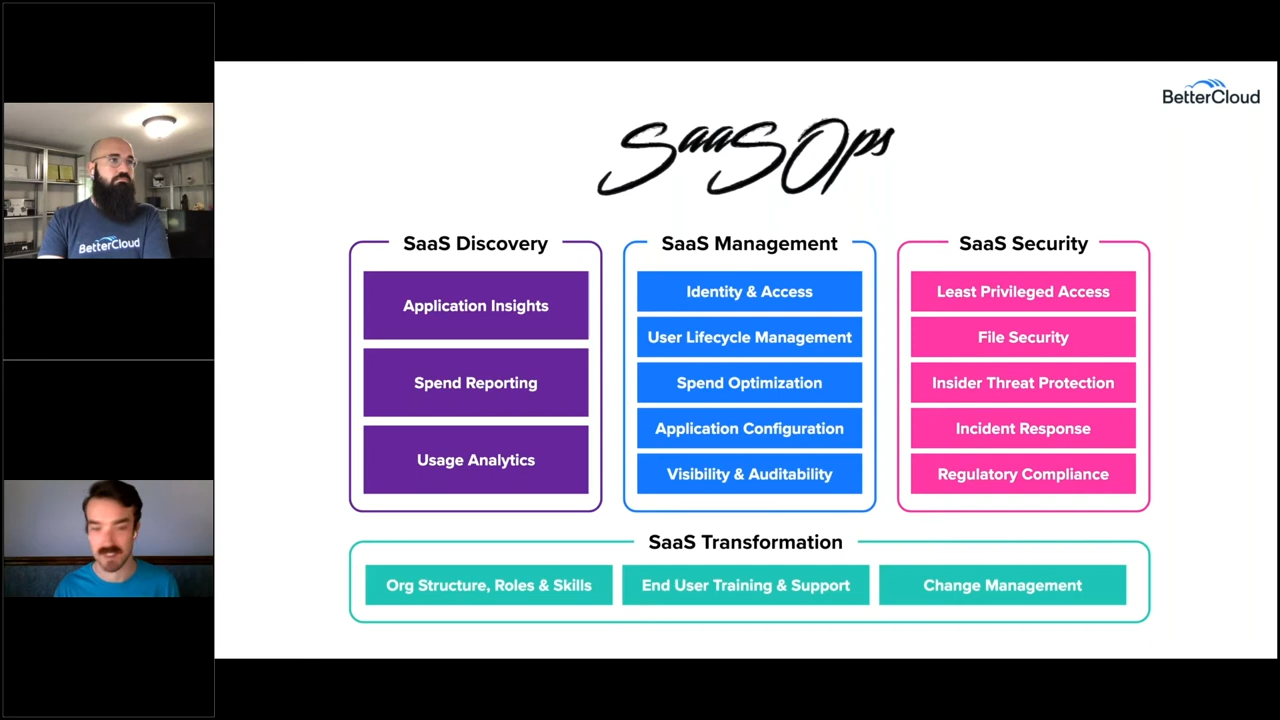 BetterCloud
SaaSOps
SaaS Discovery
Application Insights
Spend Reporting
Usage Analytics
SaaS Management
Identity & Access
User Lifecycle Management
Spend Optimization
Application Configuration
Visibility & Auditability
SaaS Security
Least Privileged Access
File Security
Insider Threat Protection
Incident Response
Regulatory Compliance
SaaS Transformation
Org Structure, Roles & Skills
End User Training & Support
Change Management
BetterCloud